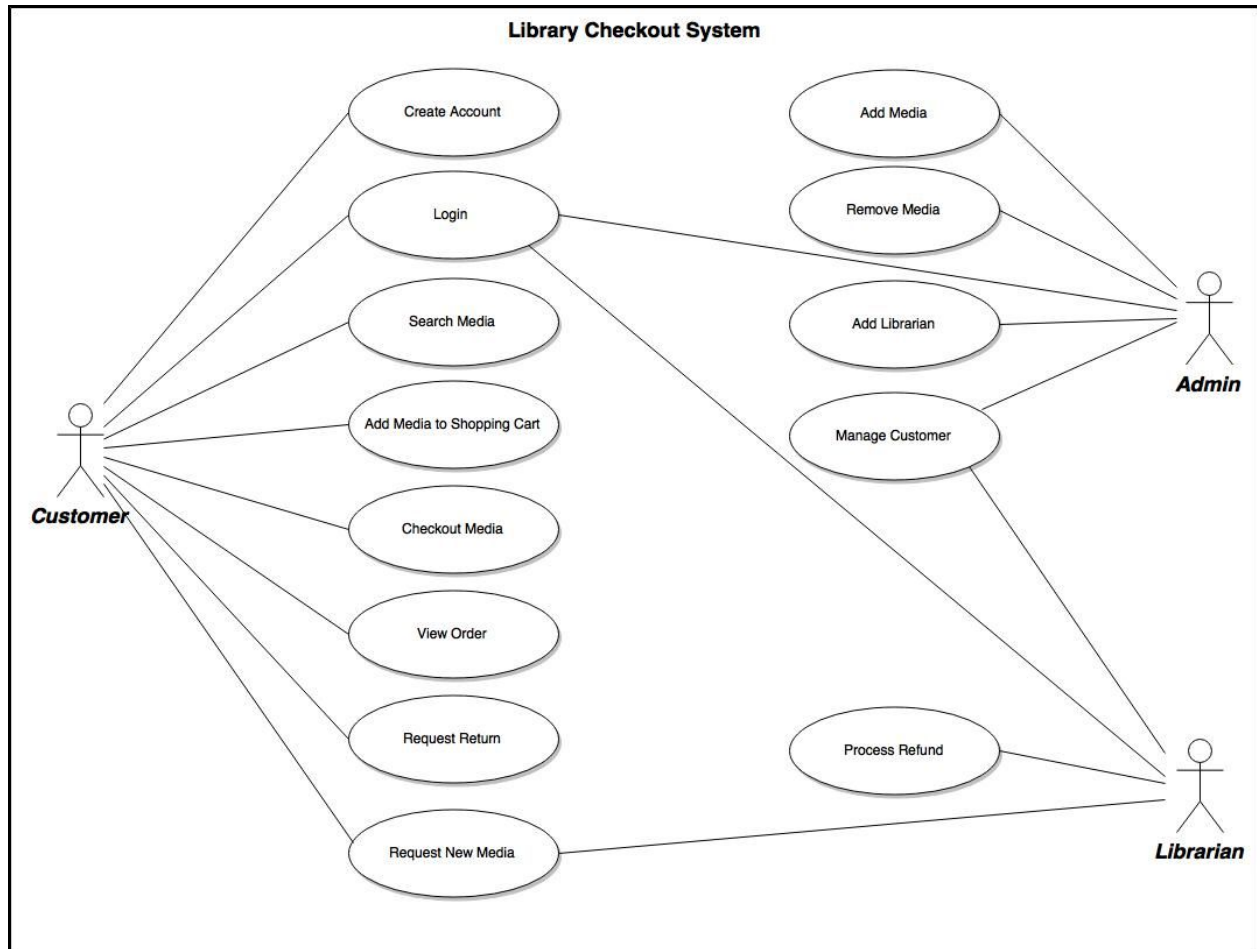 Library Checkout System
Create Account
Add Media
Login
Remove Media
Search Media
Add Librarian
Admin
Add Media to Shopping Cart
Manage Customer
Customer
Checkout Media
View Order
Request Return
Process Refund
Request New Media
Librarian